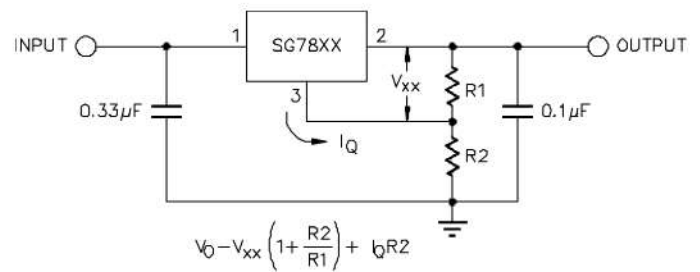 INPUT
1
SG78XX
2
OUTPUT
3
Vxx
R1
0.33µF
0.1µF
IQ
R2
VO–Vxx(1+R2/R1)+ IQR2